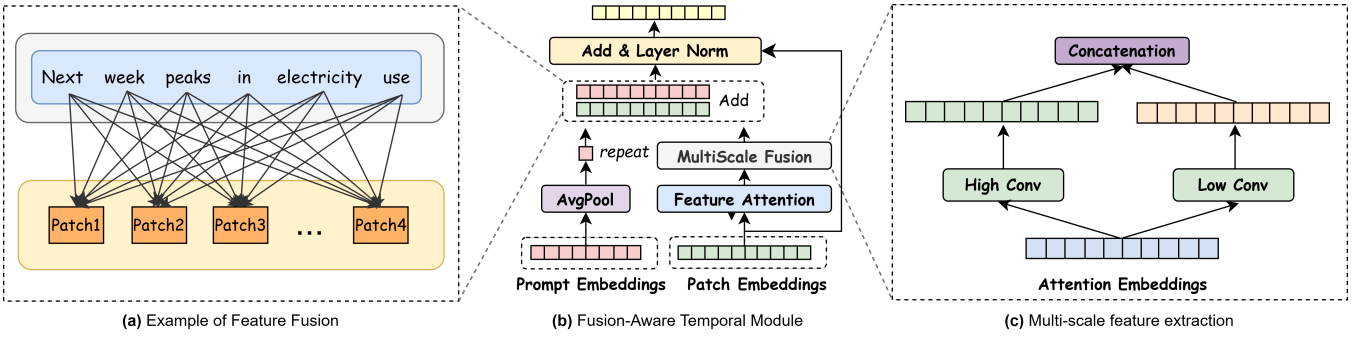 Next week peaks in electricity use
Patch1 Patch2 Patch3 ... Patch4
(a) Example of Feature Fusion
Add & Layer Norm
Add
repeat
MultiScale Fusion
AvgPool
Feature Attention
Prompt Embeddings
Patch Embeddings
(b) Fusion-Aware Temporal Module
Concatenation
High Conv
Low Conv
Attention Embeddings
(c) Multi-scale feature extraction